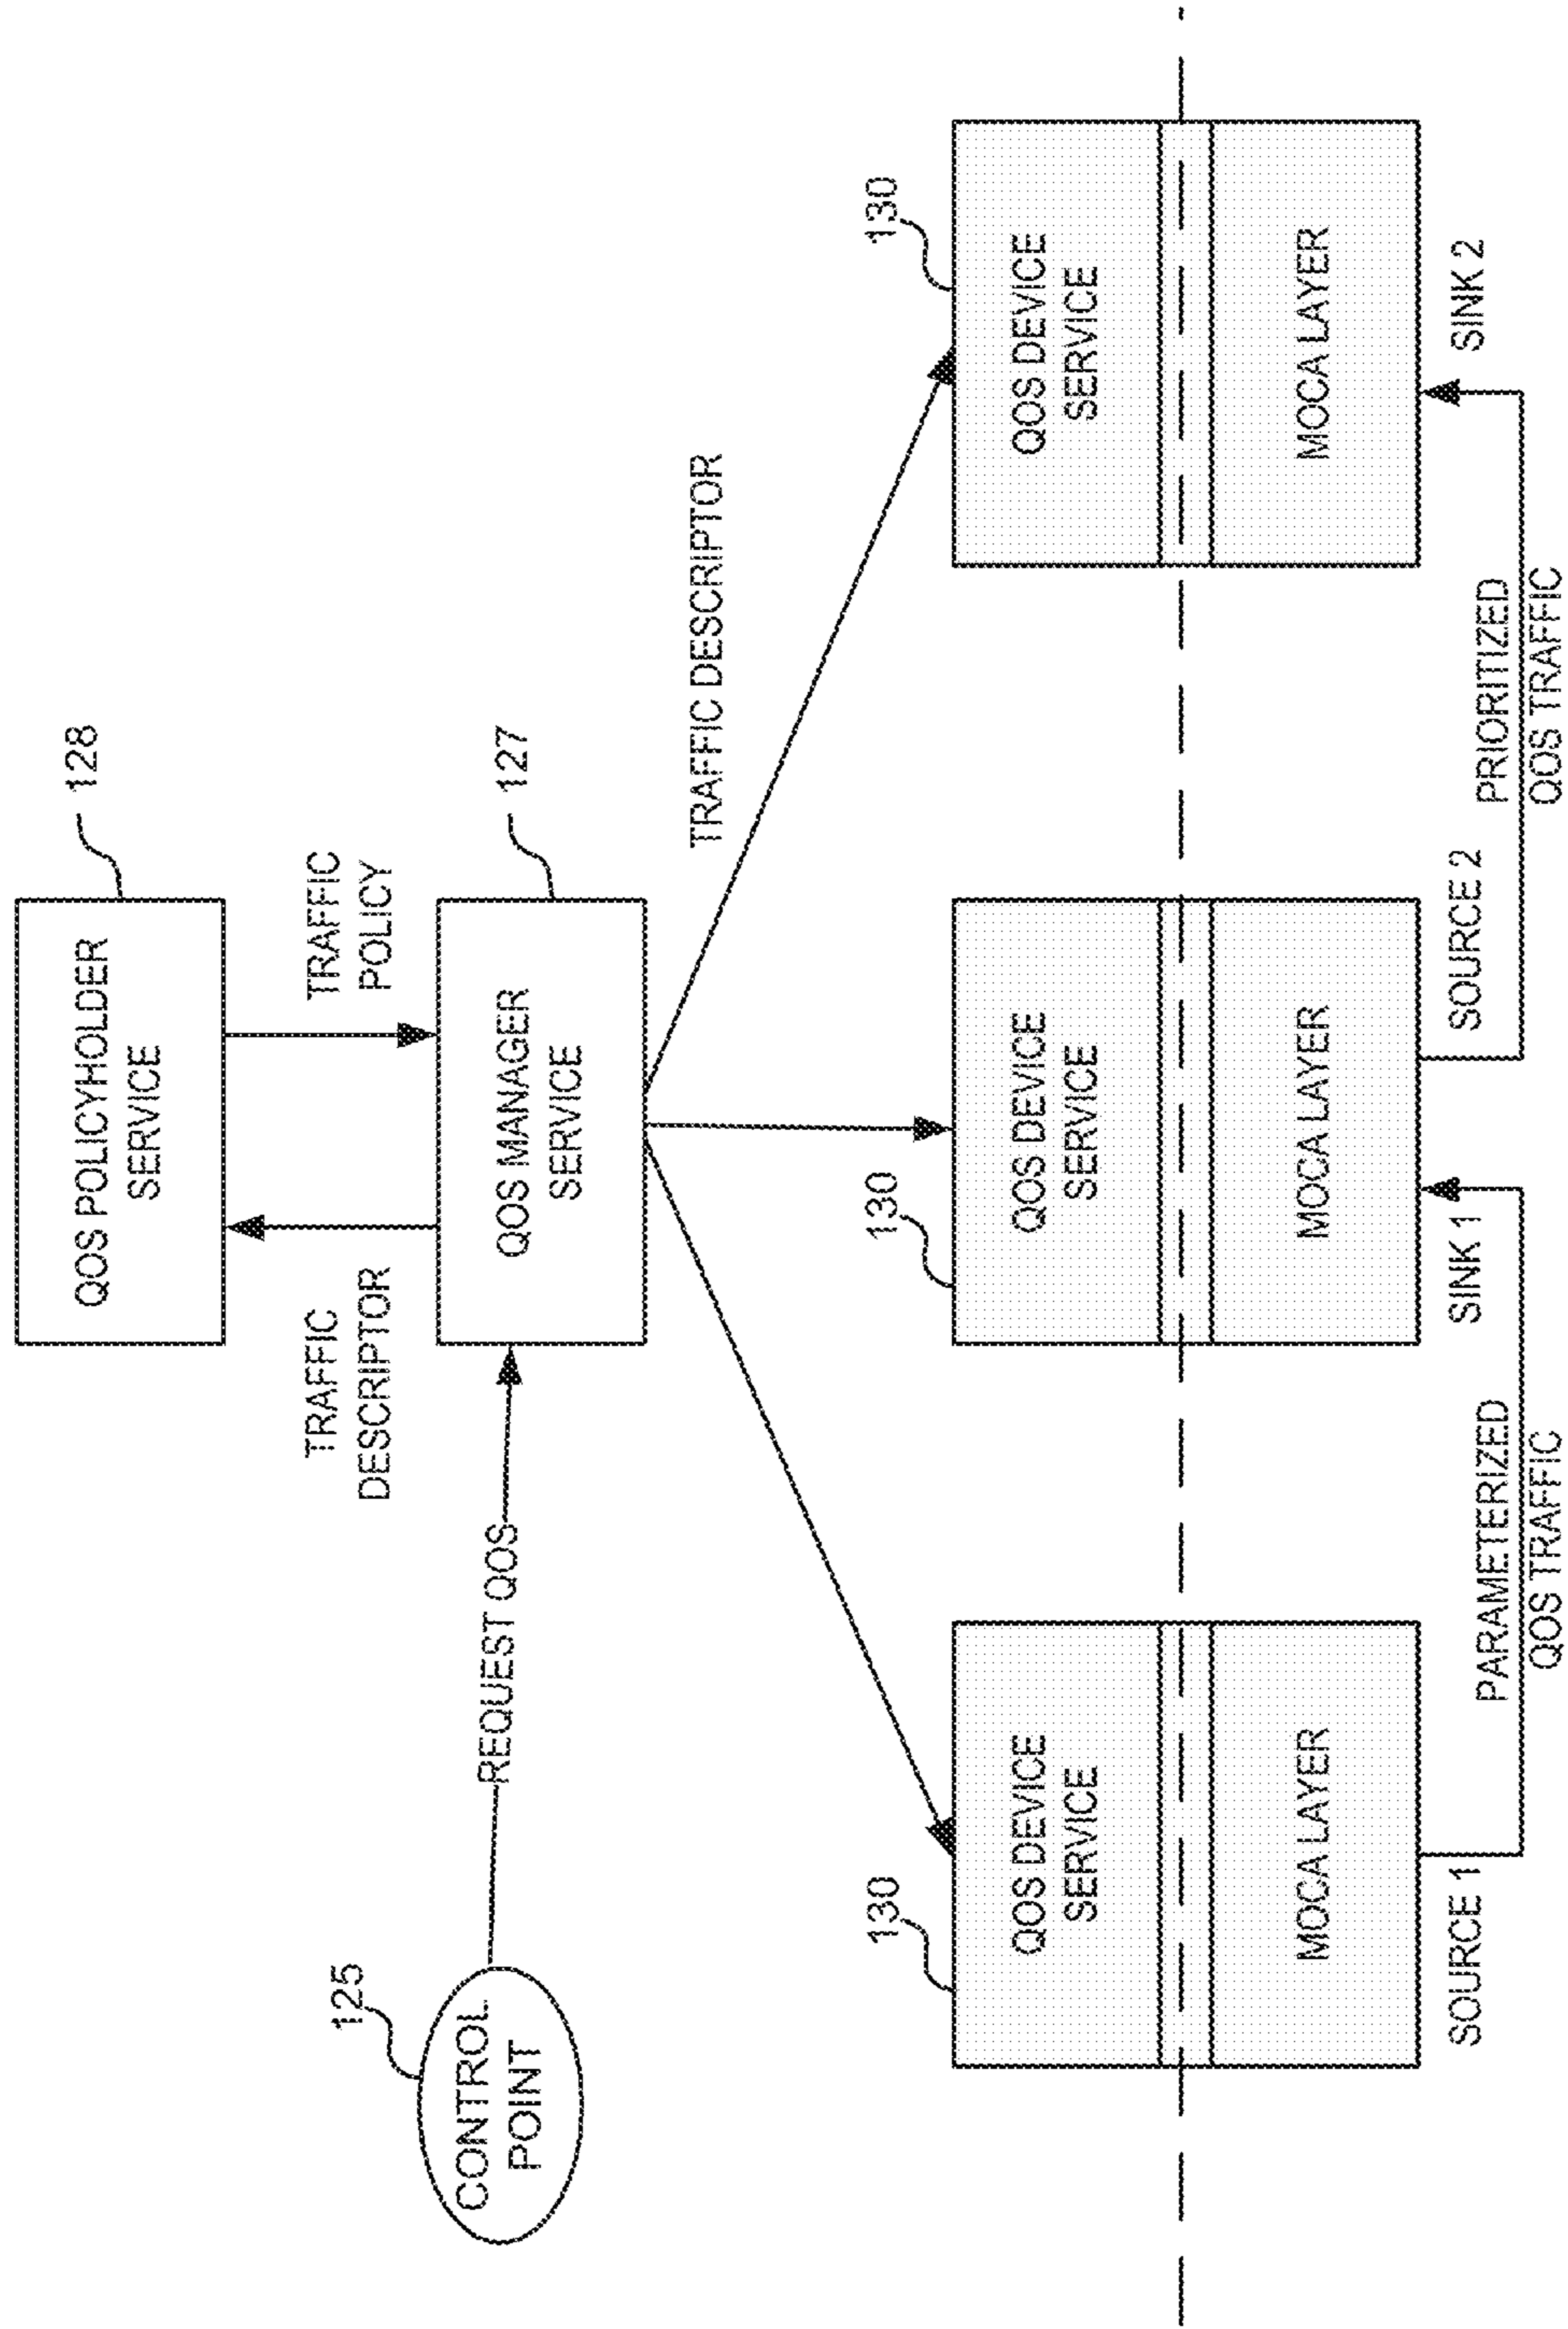 128
QOS POLICYHOLDER
SERVICE
TRAFFIC
DESCRIPTOR
TRAFFIC
POLICY
125
CONTROL
POINT
REQUEST QOS
127
QOS MANAGER
SERVICE
TRAFFIC DESCRIPTOR
130
QOS DEVICE
SERVICE
MOCA LAYER
130
QOS DEVICE
SERVICE
MOCA LAYER
130
QOS DEVICE
SERVICE
MOCA LAYER
SOURCE 1
PARAMETERIZED
QOS TRAFFIC
SINK 1
SOURCE 2
PRIORITIZED
QOS TRAFFIC
SINK 2